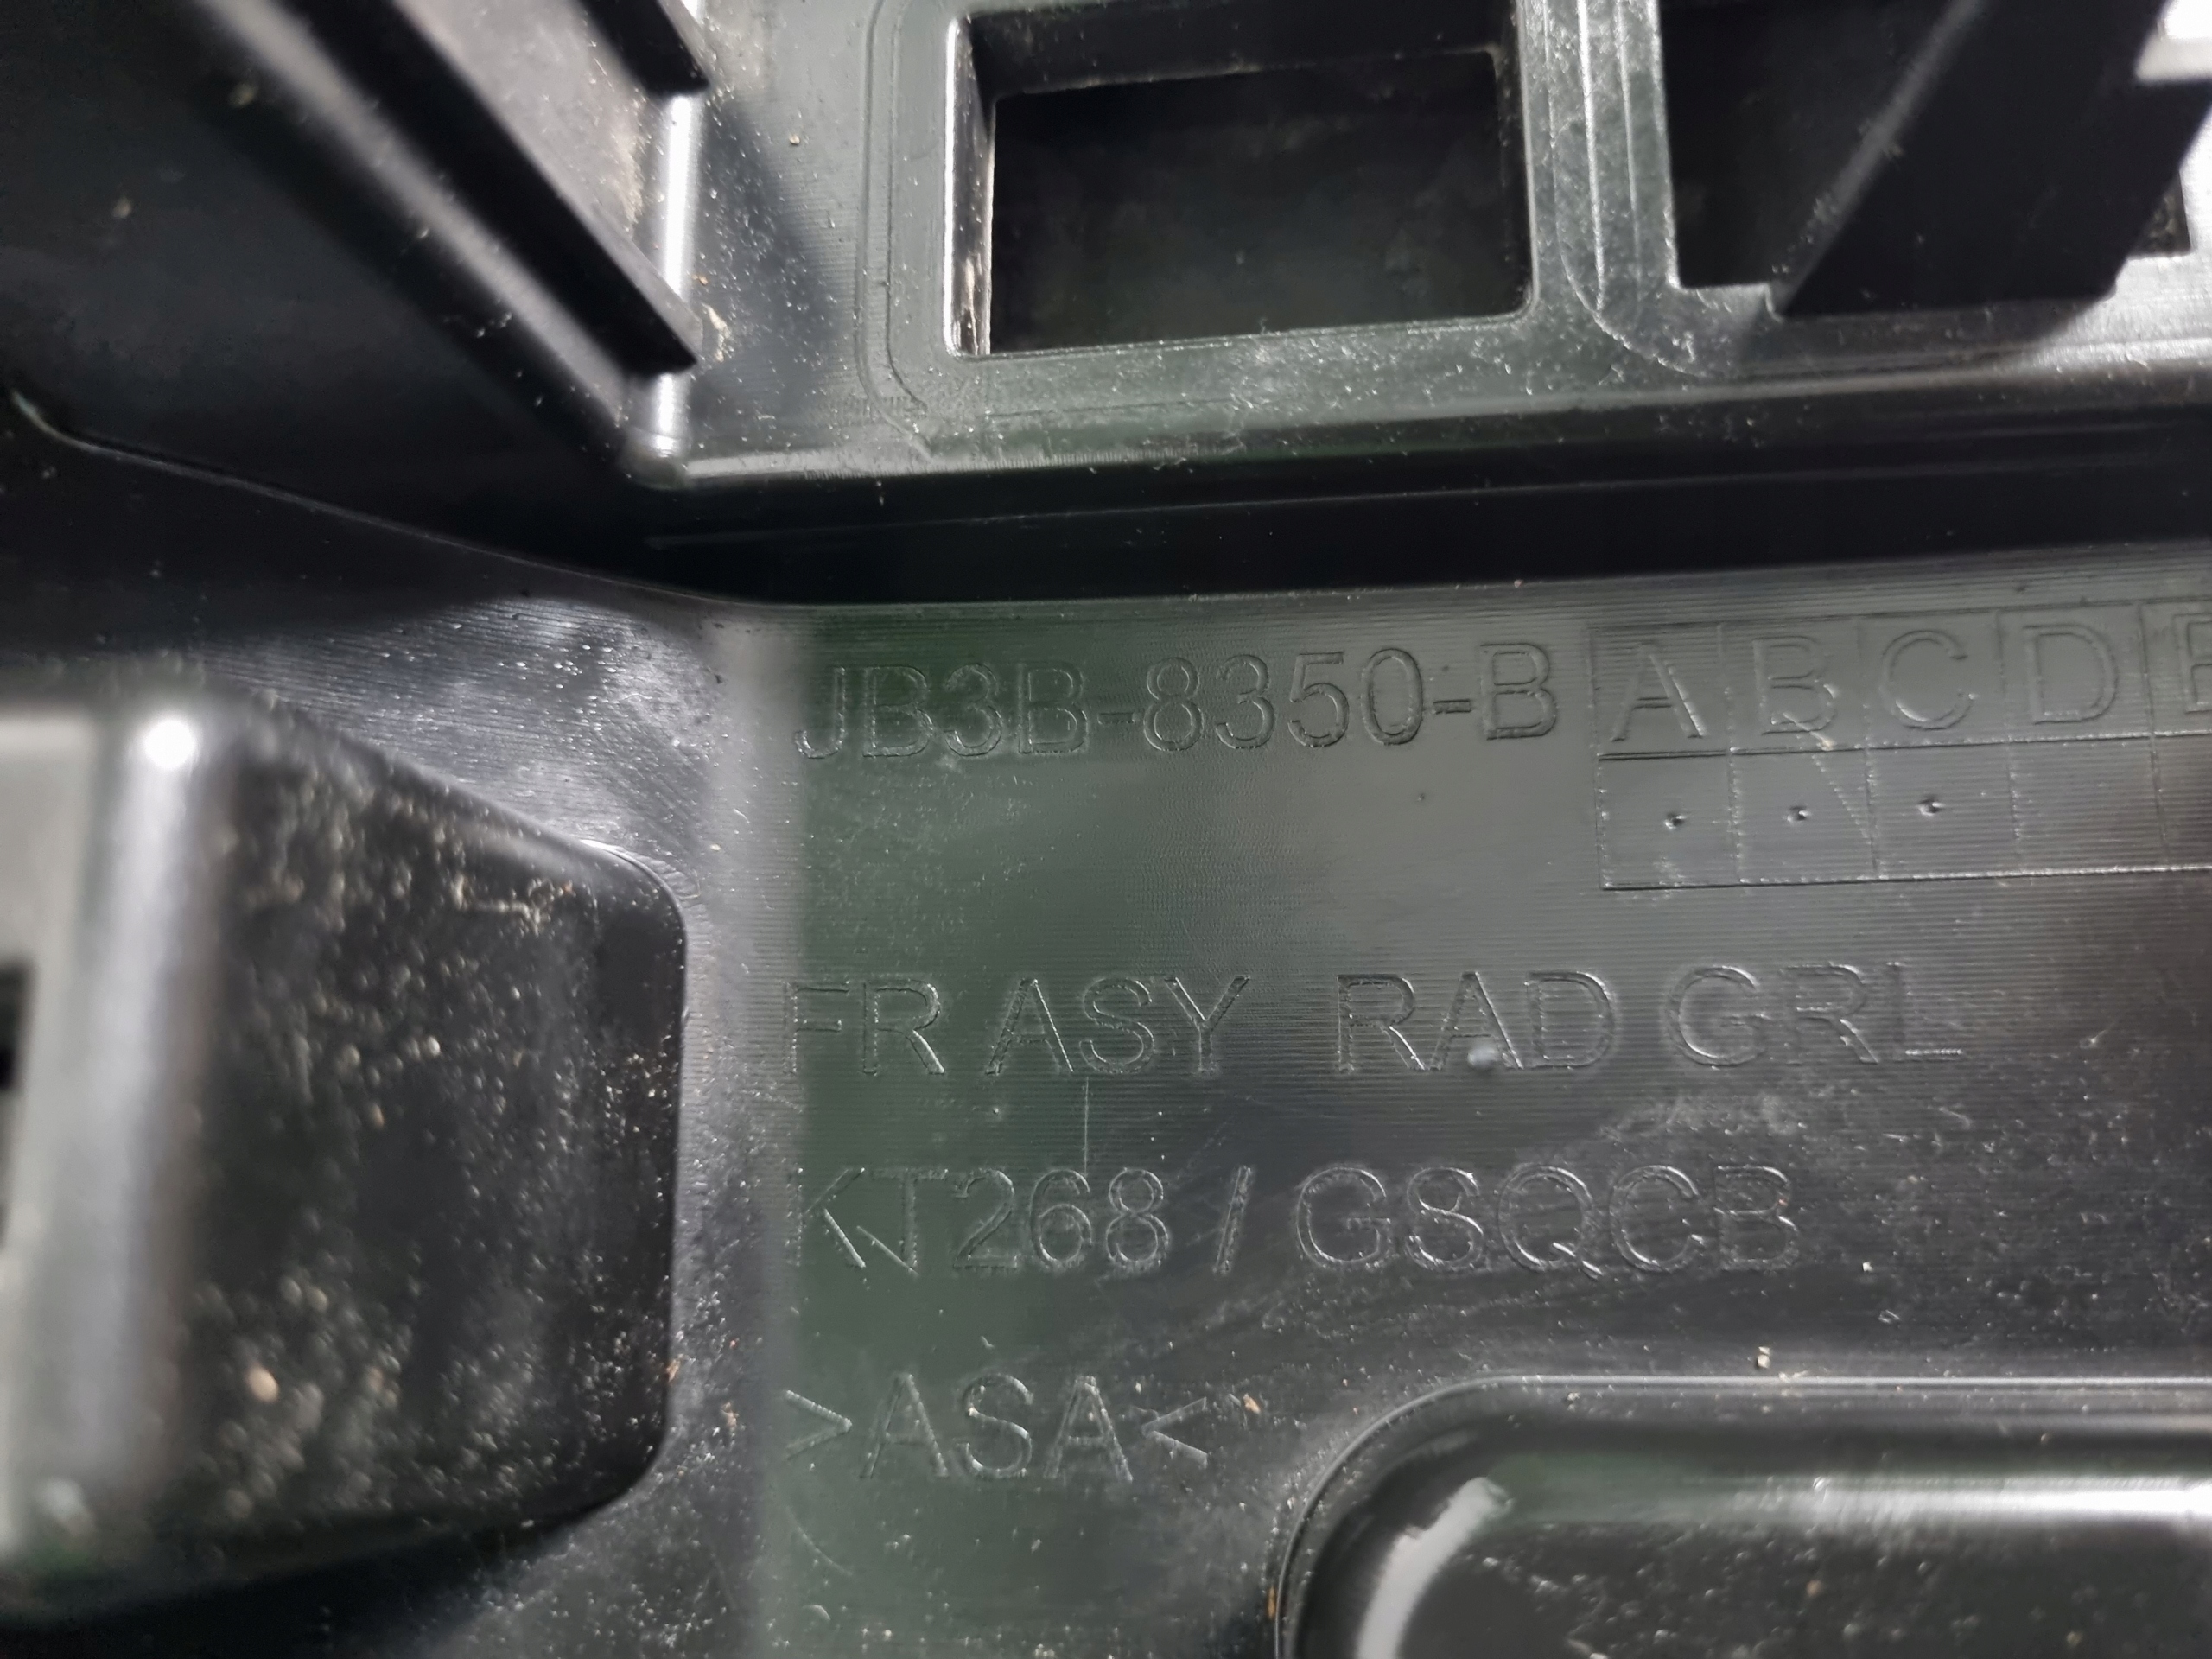 JB3B-8350-B A B C D E
FR ASY RAD GRL
KT268 / GSQCB
>ASA<